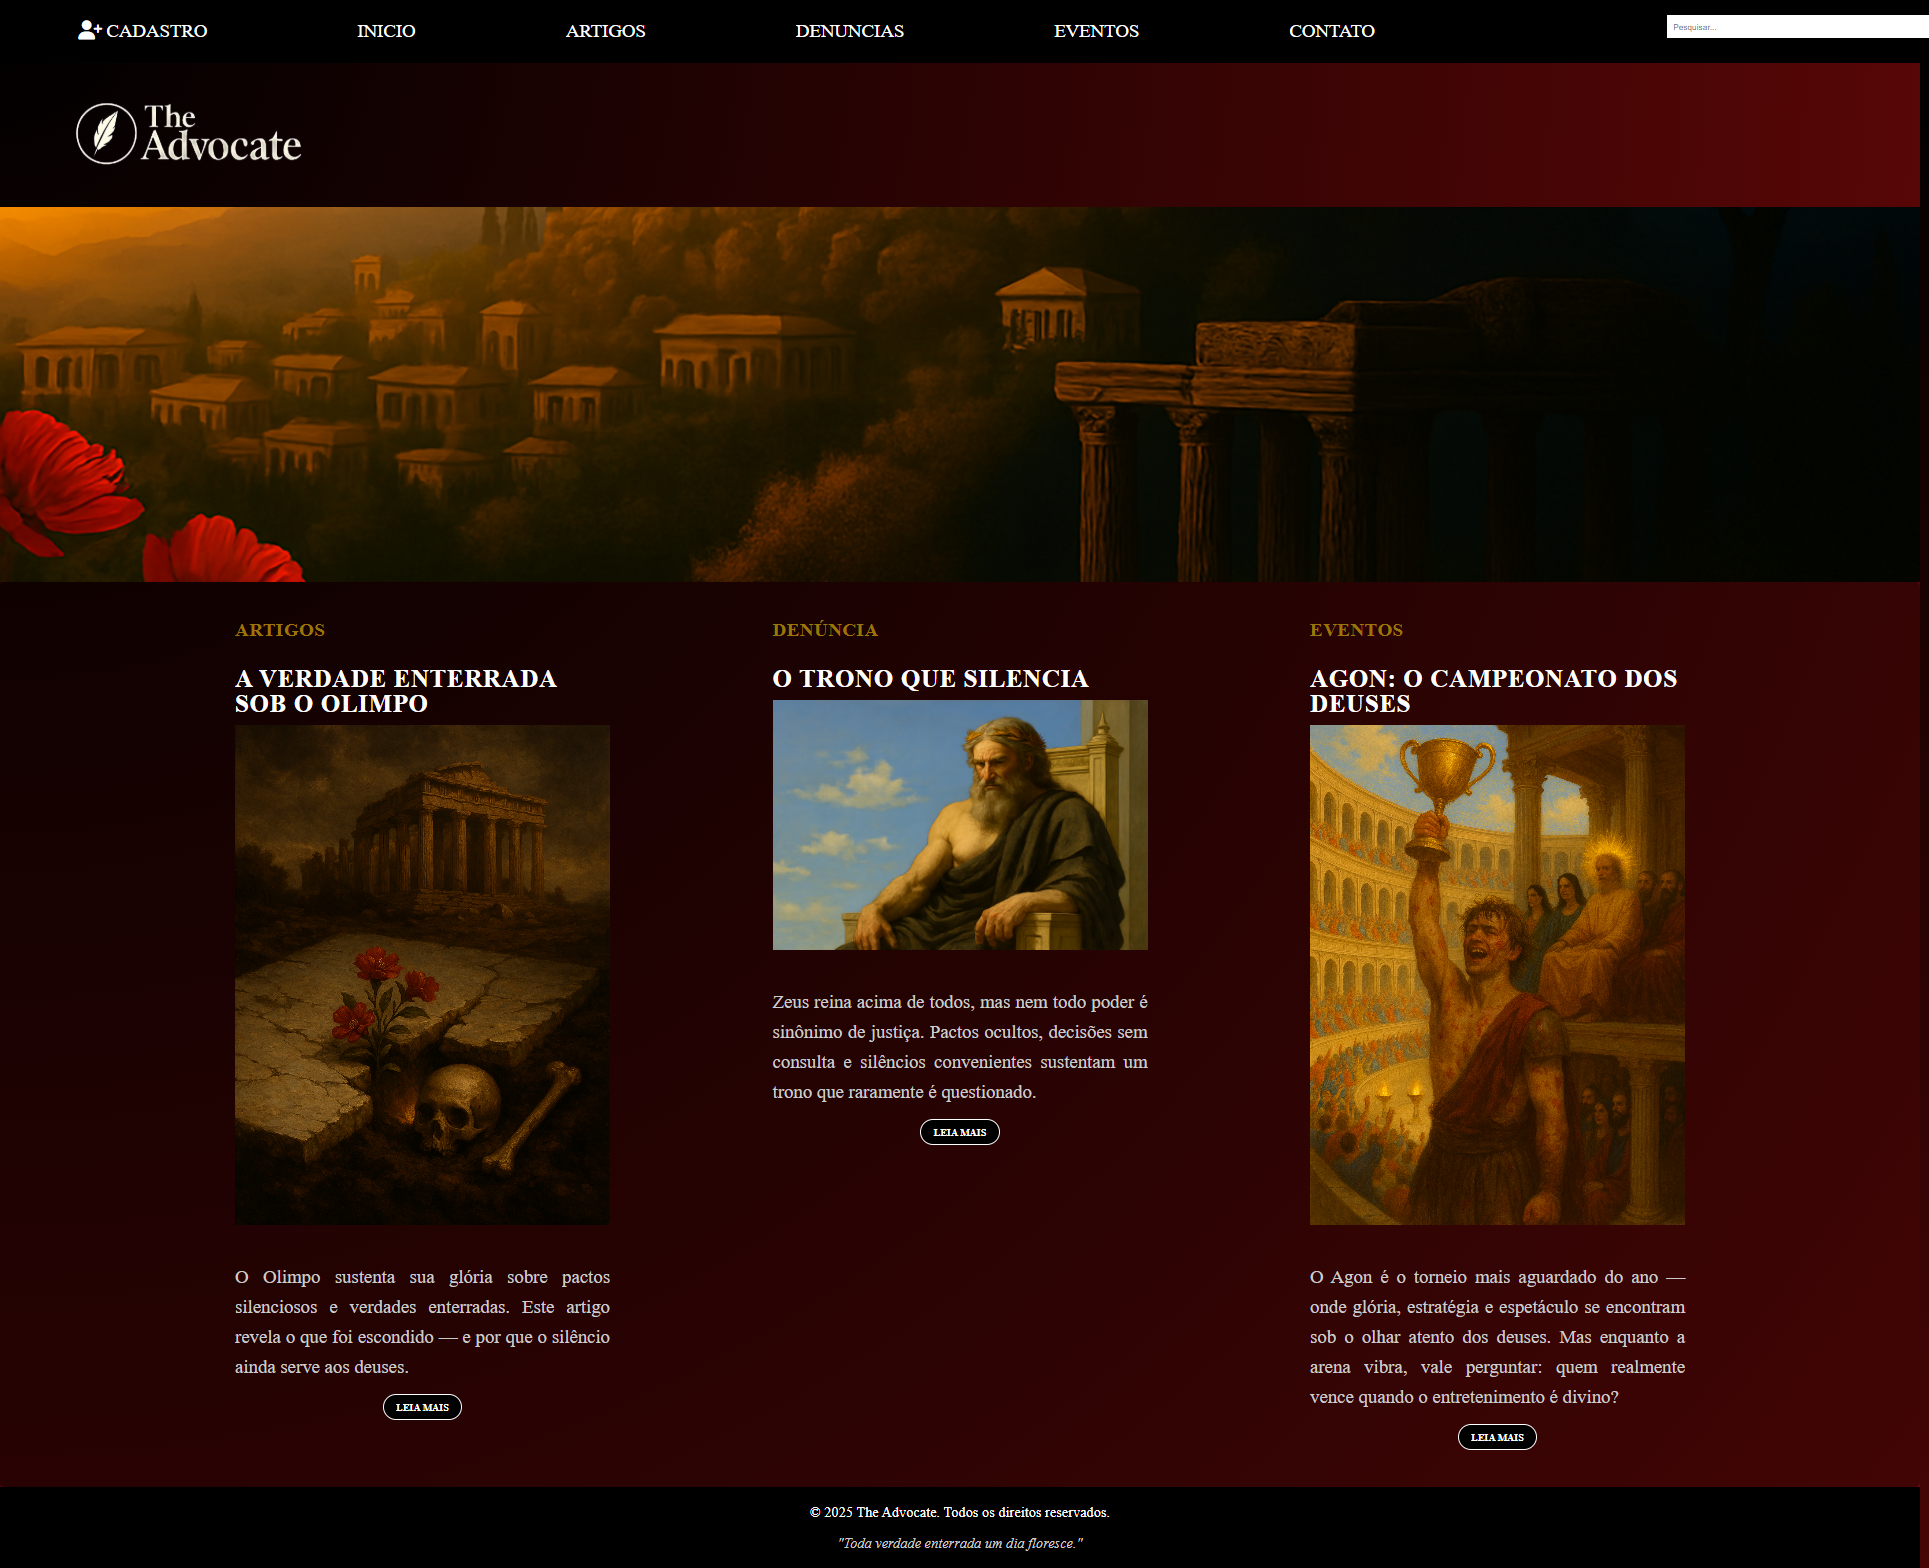 CADASTRO
INICIO
ARTIGOS
DENUNCIAS
EVENTOS
CONTATO
Pesquisar...
The
Advocate
ARTIGOS
A VERDADE ENTERRADA
SOB O OLIMPO
O Olimpo sustenta sua glória sobre pactos
silenciosos e verdades enterradas. Este artigo
revela o que foi escondido — e por que o silêncio
ainda serve aos deuses.
LEIA MAIS
DENÚNCIA
O TRONO QUE SILENCIA
Zeus reina acima de todos, mas nem todo poder é
sinônimo de justiça. Pactos ocultos, decisões sem
consulta e silêncios convenientes sustentam um
trono que raramente é questionado.
LEIA MAIS
EVENTOS
AGON: O CAMPEONATO DOS
DEUSES
O Agon é o torneio mais aguardado do ano —
onde glória, estratégia e espetáculo se encontram
sob o olhar atento dos deuses. Mas enquanto a
arena vibra, vale perguntar: quem realmente
vence quando o entretenimento é divino?
LEIA MAIS
© 2025 The Advocate. Todos os direitos reservados.
"Toda verdade enterrada um dia floresce."